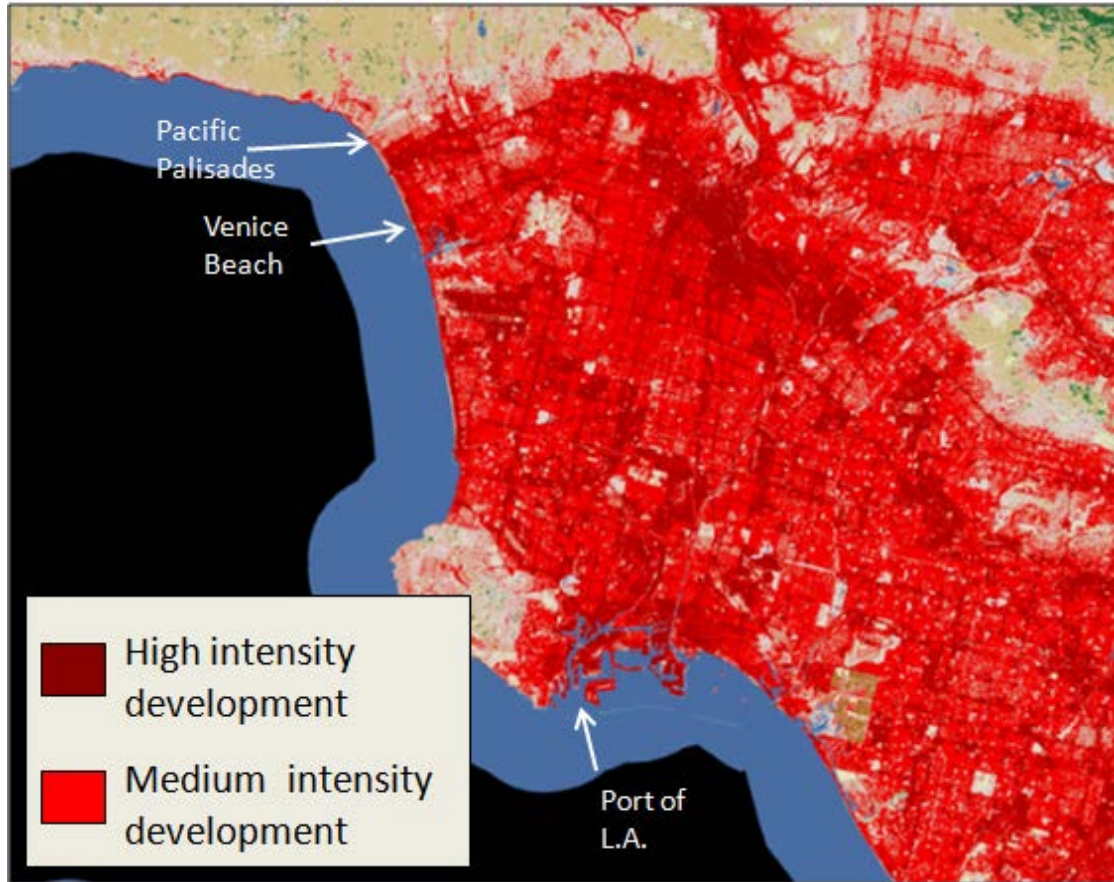 Pacific
Palisades
Venice
Beach
High intensity
development
Medium intensity
development
Port of
L.A.